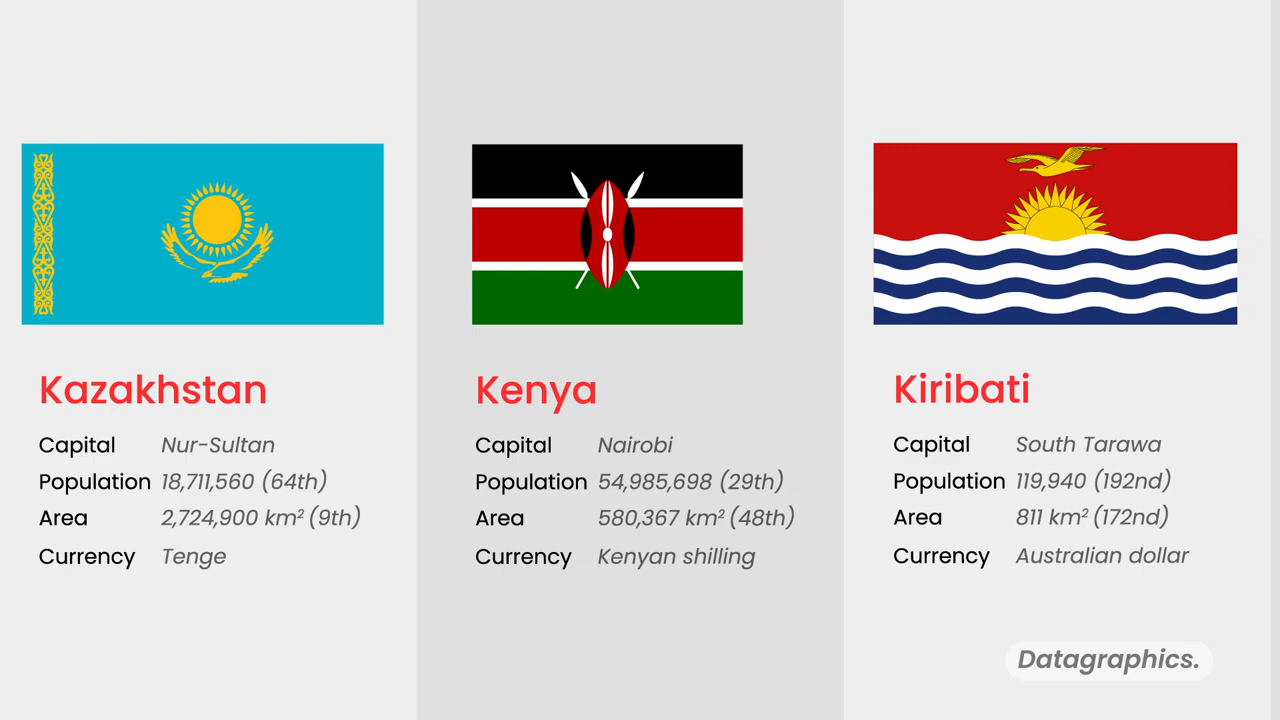 Kazakhstan
Capital Nur-Sultan
Population 18,711,560 (64th)
Area 2,724,900 km² (9th)
Currency Tenge
Kenya
Capital Nairobi
Population 54,985,698 (29th)
Area 580,367 km² (48th)
Currency Kenyan shilling
Kiribati
Capital South Tarawa
Population 119,940 (192nd)
Area 811 km² (172nd)
Currency Australian dollar
Datagraphics.